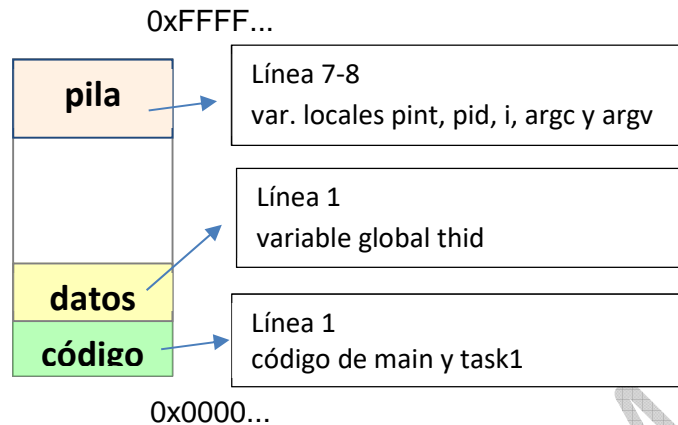 0xFFFF...
pila
Línea 7-8
var. locales pint, pid, i, argc y argv
Línea 1
variable global thid
datos
Línea 1
código de main y task1
código
0x0000...